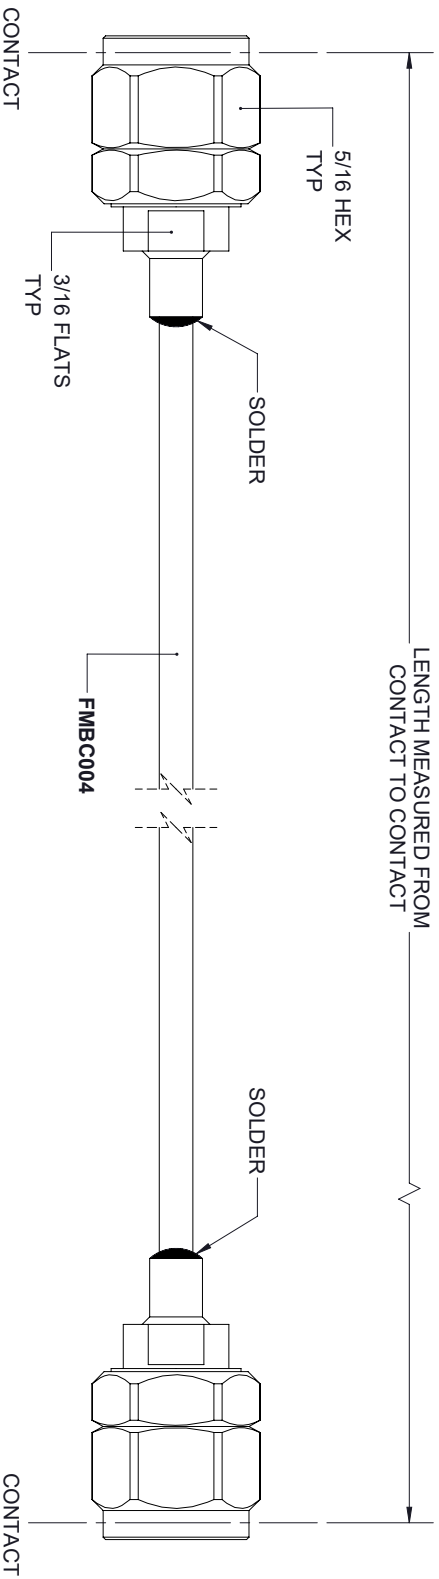 LENGTH MEASURED FROM
CONTACT TO CONTACT
5/16 HEX
TYP
SOLDER
SOLDER
FMBC004
3/16 FLATS
TYP
CONTACT
CONTACT